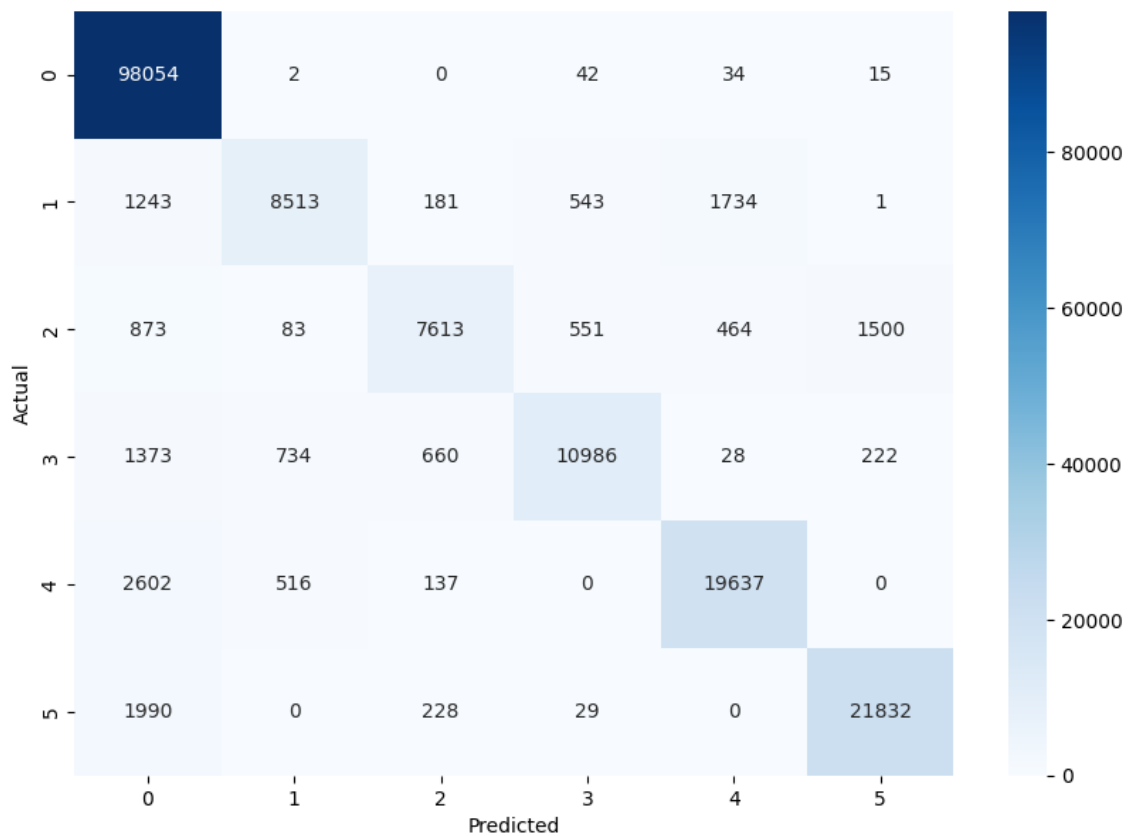 0 98054 2 0 42 34 15
1 1243 8513 181 543 1734 1
2 873 83 7613 551 464 1500
3 1373 734 660 10986 28 222
4 2602 516 137 0 19637 0
5 1990 0 228 29 0 21832
0 1 2 3 4 5
Predicted
Actual
80000
60000
40000
20000
0